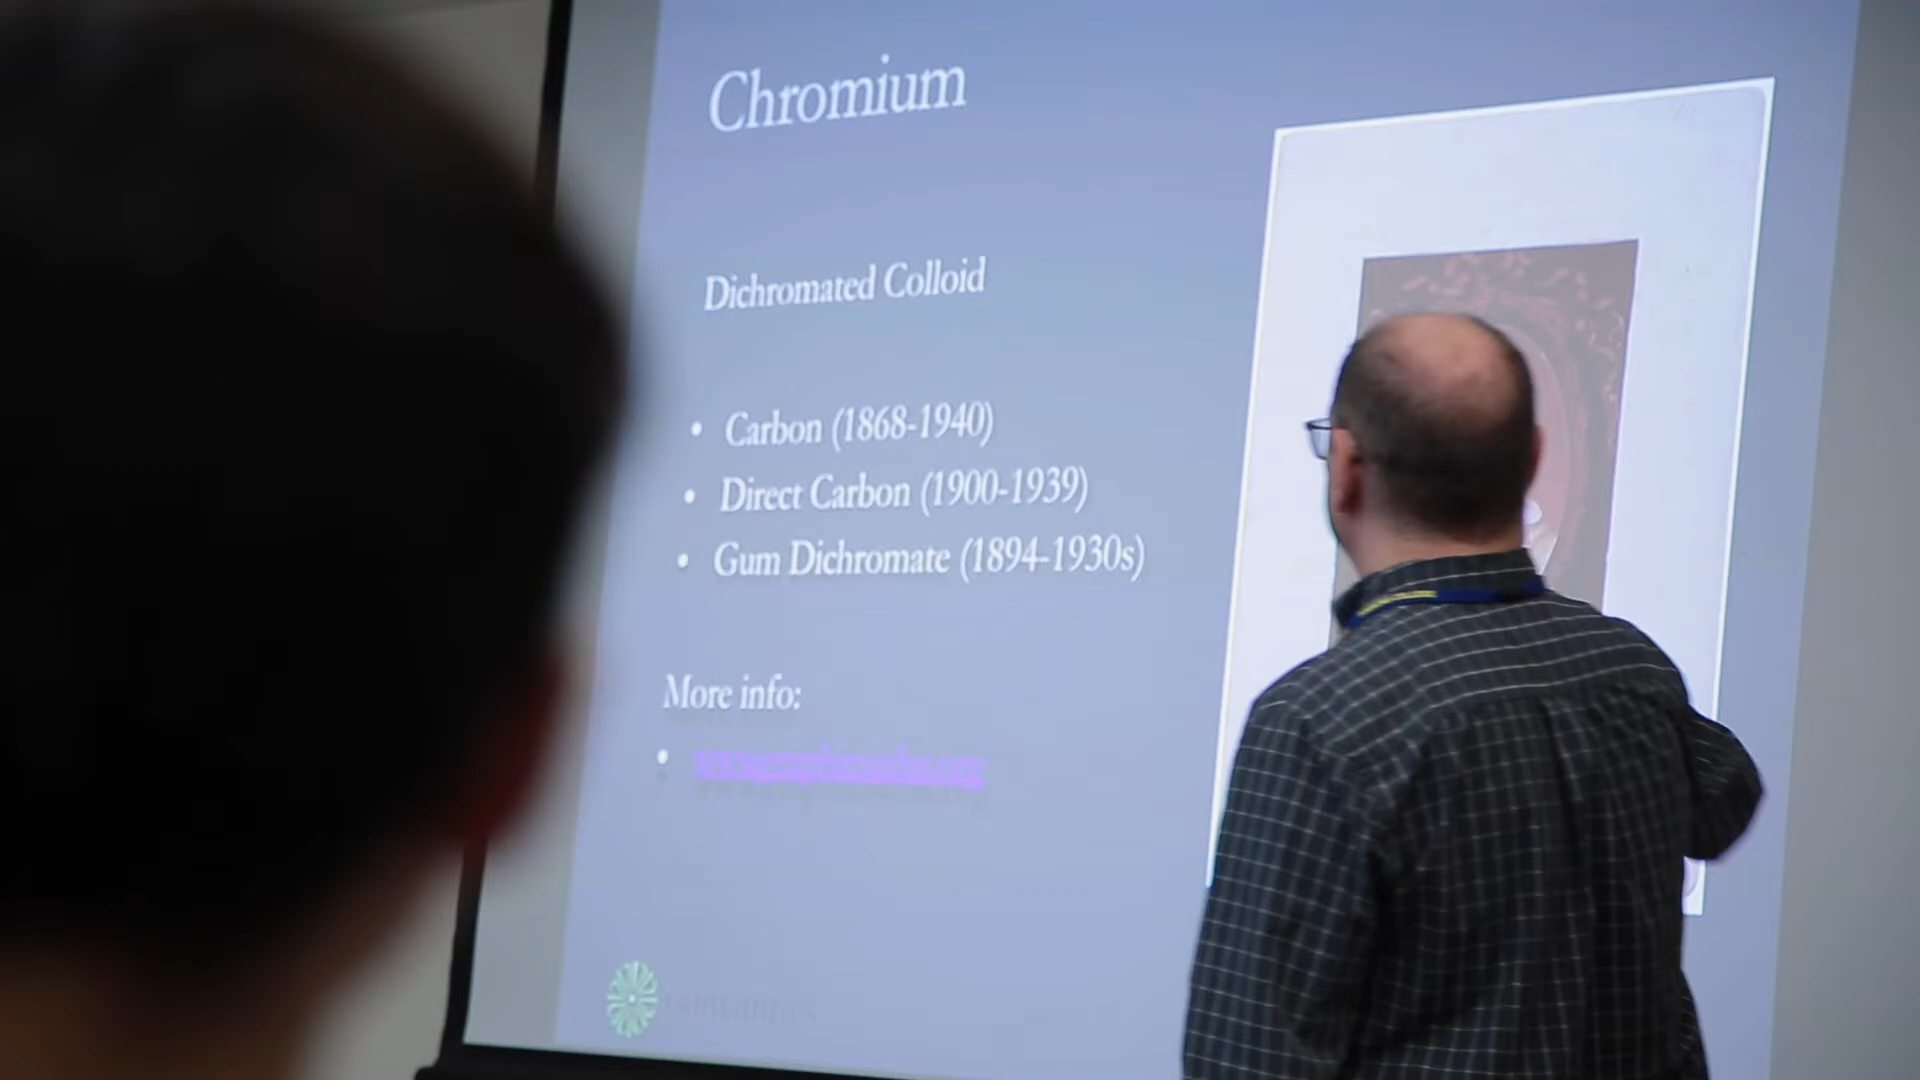 Chromium
Dichromated Colloid
• Carbon (1868-1940)
• Direct Carbon (1900-1939)
• Gum Dichromate (1894-1930s)
More info: